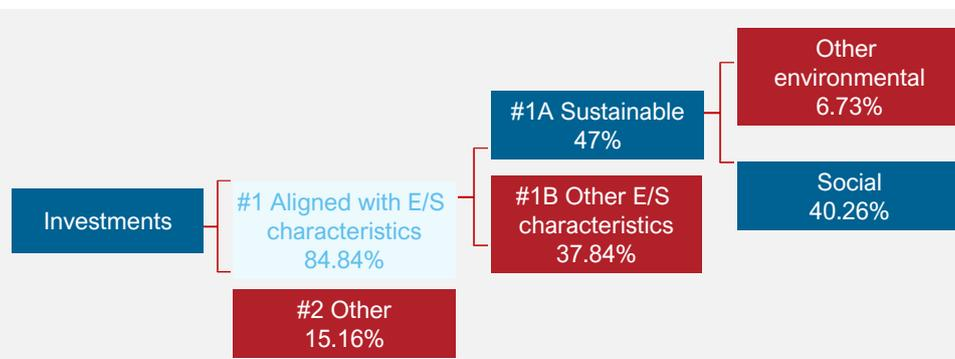 Investments
#1 Aligned with E/S
characteristics
84.84%
#2 Other
15.16%
#1A Sustainable
47%
#1B Other E/S
characteristics
37.84%
Other
environmental
6.73%
Social
40.26%